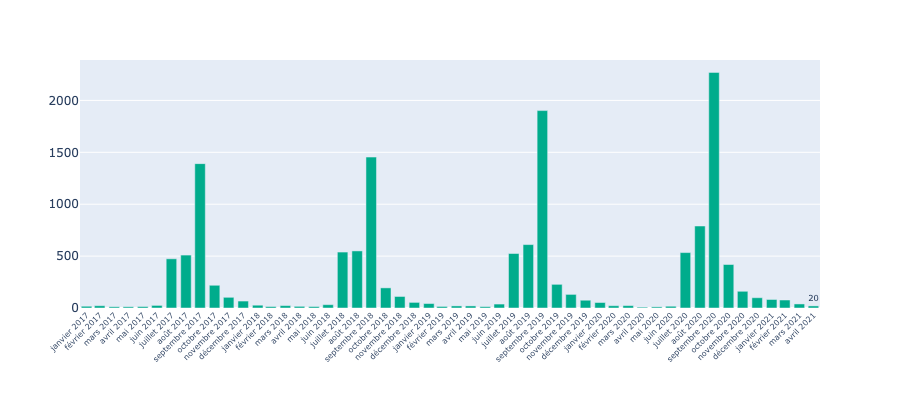 2000
1500
1000
500
0
20
janvier 2017
février 2017
mars 2017
avril 2017
mai 2017
juin 2017
juillet 2017
août 2017
septembre 2017
octobre 2017
novembre 2017
décembre 2017
janvier 2018
février 2018
mars 2018
avril 2018
mai 2018
juin 2018
juillet 2018
août 2018
septembre 2018
octobre 2018
novembre 2018
décembre 2018
janvier 2019
février 2019
mars 2019
avril 2019
mai 2019
juin 2019
juillet 2019
août 2019
septembre 2019
octobre 2019
novembre 2019
décembre 2019
janvier 2020
février 2020
mars 2020
avril 2020
mai 2020
juin 2020
juillet 2020
août 2020
septembre 2020
octobre 2020
novembre 2020
décembre 2020
janvier 2021
février 2021
mars 2021
avril 2021